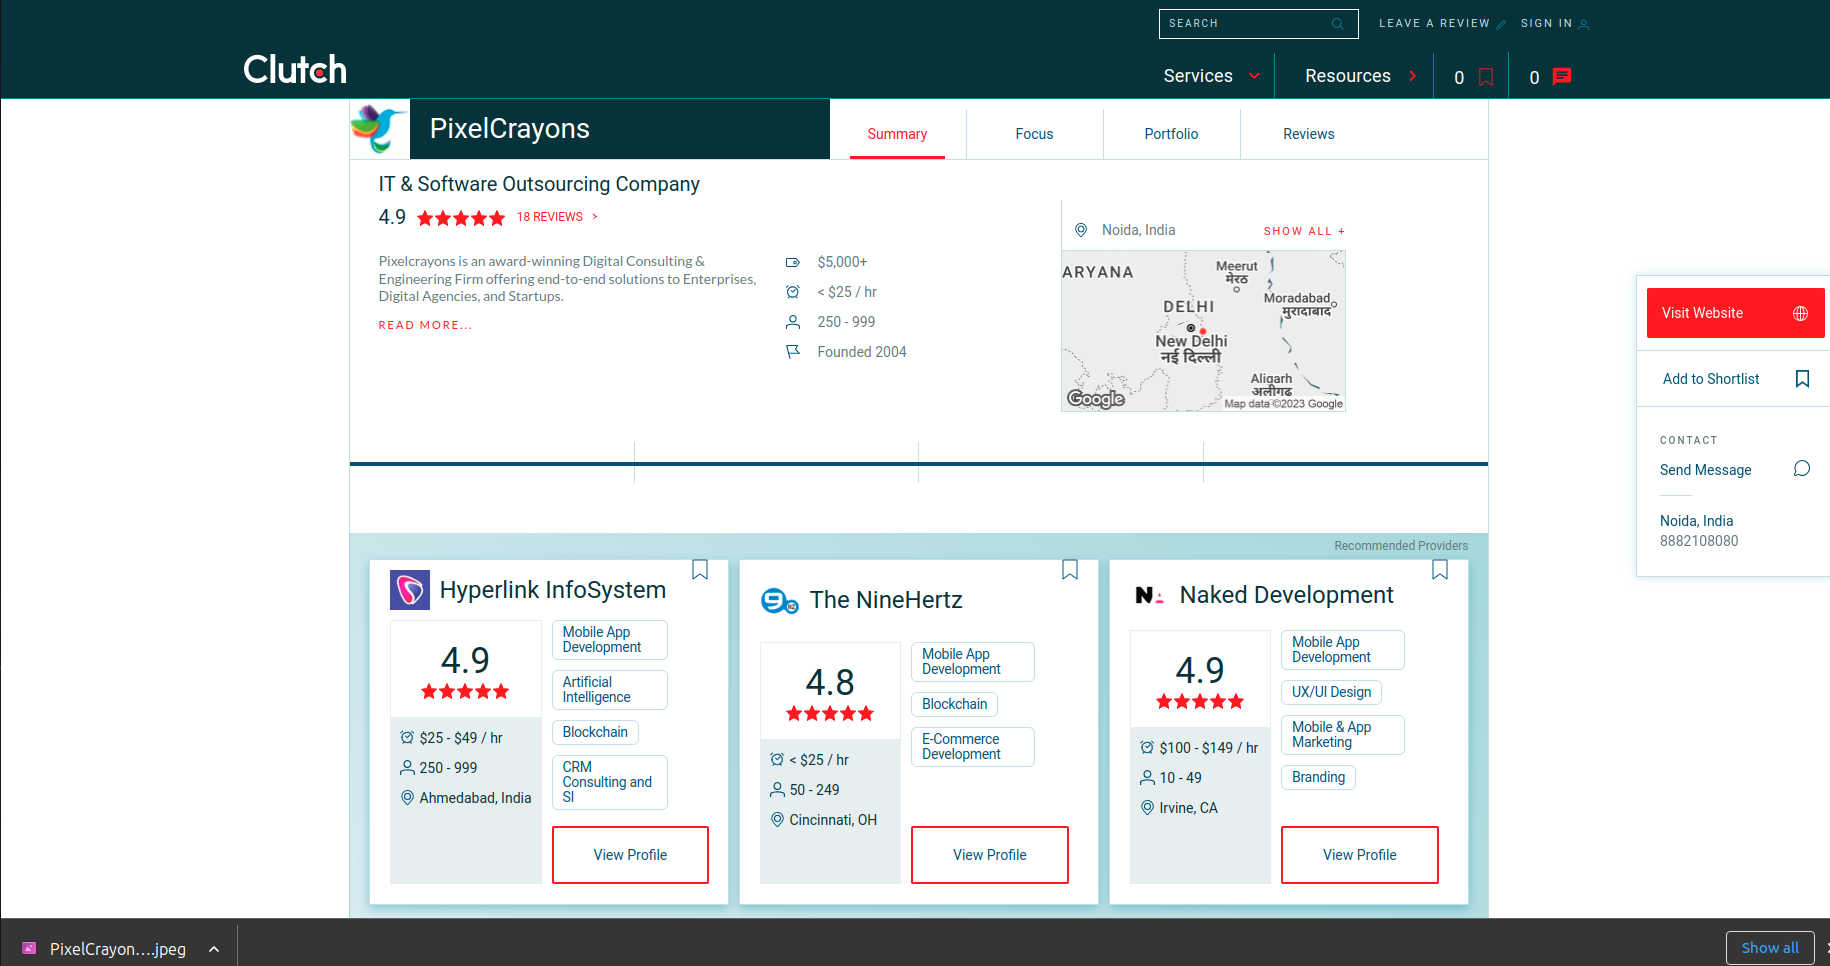 SEARCH
LEAVE A REVIEW
SIGN IN
Clutch
Services
Resources
0
0
PixelCrayons
Summary
Focus
Portfolio
Reviews
IT & Software Outsourcing Company
4.9
18 REVIEWS
Pixelcrayons is an award-winning Digital Consulting &
Engineering Firm offering end-to-end solutions to Enterprises,
Digital Agencies, and Startups.
READ MORE...
$5,000+
< $25 / hr
250 - 999
Founded 2004
Noida, India
SHOW ALL +
ARYANA
Meerut
मेरठ
DELHI
Moradabad
मुरादाबाद
New Delhi
नई दिल्ली
Aligarh
अलीगढ़
Google
Map data ©2023 Google
Visit Website
Add to Shortlist
CONTACT
Send Message
Noida, India
8882108080
Recommended Providers
Hyperlink InfoSystem
4.9
$25 - $49 / hr
250 - 999
Ahmedabad, India
Mobile App
Development
Artificial
Intelligence
Blockchain
CRM
Consulting and
SI
View Profile
9
HZ
The NineHertz
4.8
< $25 / hr
50 - 249
Cincinnati, OH
Mobile App
Development
Blockchain
E-Commerce
Development
View Profile
N
Naked Development
4.9
$100 - $149 / hr
10 - 49
Irvine, CA
Mobile App
Development
UX/UI Design
Mobile & App
Marketing
Branding
View Profile
PixelCrayon....jpeg
Show all